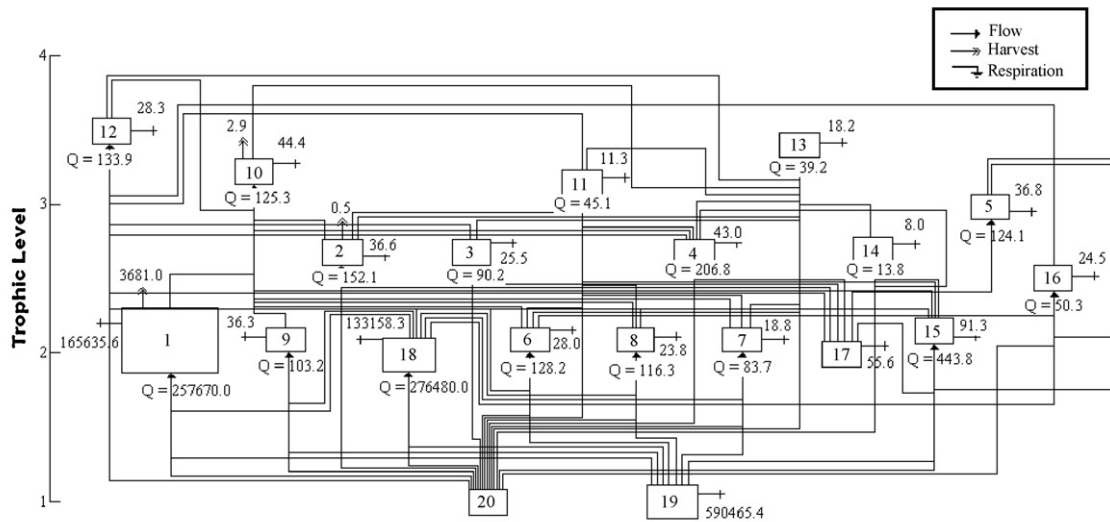 Flow
Harvest
Respiration
Trophic Level
4
3
2
1
12
28.3
Q = 133.9
2.9
10
44.4
Q = 125.3
11
11.3
Q = 45.1
13
18.2
Q = 39.2
5
36.8
Q = 124.1
0.5
2
36.6
Q = 152.1
3
25.5
Q = 90.2
4
43.0
Q = 206.8
14
8.0
Q = 13.8
16
24.5
Q = 50.3
3681.0
1
165635.6
Q = 257670.0
36.3
9
Q = 103.2
133158.3
18
Q = 276480.0
6
28.0
Q = 128.2
8
23.8
Q = 116.3
7
18.8
Q = 83.7
17
55.6
15
91.3
Q = 443.8
20
19
590465.4